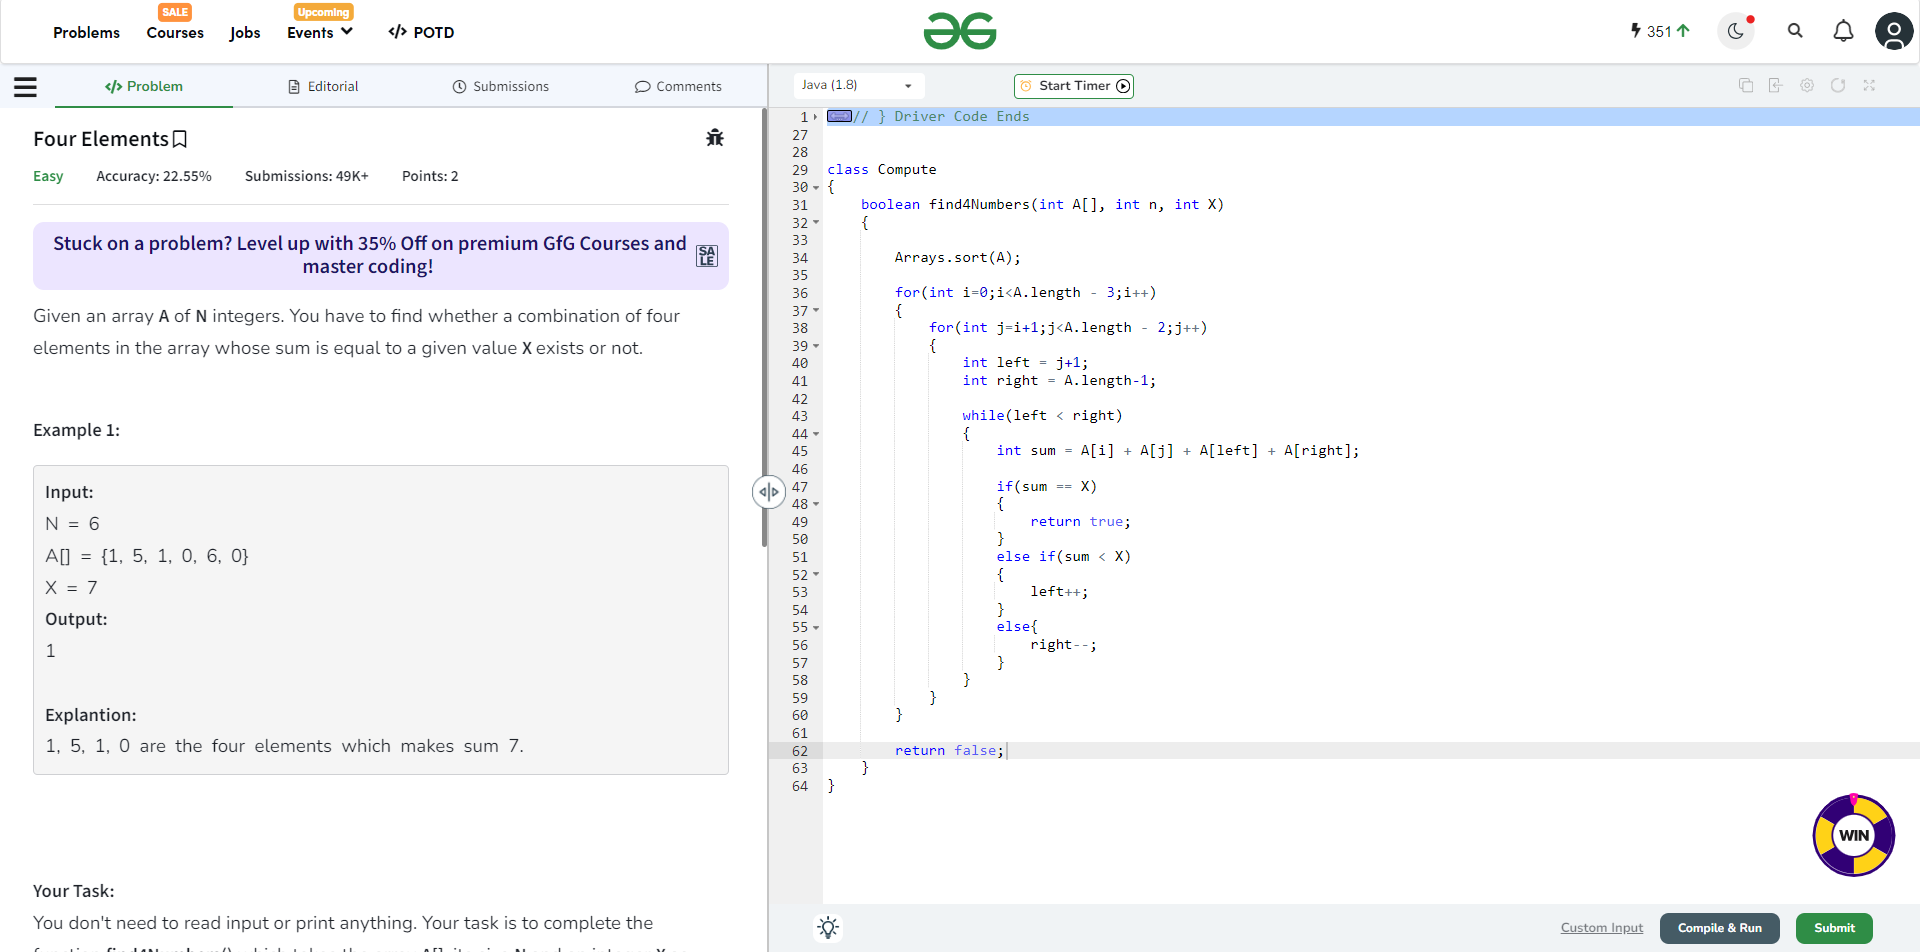 SALE
Upcoming
Problems Courses Jobs Events </> POTD
351
</> Problem Editorial Submissions Comments
Four Elements
Easy Accuracy: 22.55% Submissions: 49K+ Points: 2
Stuck on a problem? Level up with 35% Off on premium GfG Courses and
master coding!
SA
LE
Given an array A of N integers. You have to find whether a combination of four
elements in the array whose sum is equal to a given value X exists or not.
Example 1:
Input:
N = 6
A[] = {1, 5, 1, 0, 6, 0}
X = 7
Output:
1
Explantion:
1, 5, 1, 0 are the four elements which makes sum 7.
Your Task:
You don't need to read input or print anything. Your task is to complete the
Java (1.8) Start Timer
1 // } Driver Code Ends
27
28
29 class Compute
30 {
31 boolean find4Numbers(int A[], int n, int X)
32 {
33
34 Arrays.sort(A);
35
36 for(int i=0;i<A.length - 3;i++)
37 {
38 for(int j=i+1;j<A.length - 2;j++)
39 {
40 int left = j+1;
41 int right = A.length-1;
42
43 while(left < right)
44 {
45 int sum = A[i] + A[j] + A[left] + A[right];
46
47 if(sum == X)
48 {
49 return true;
50 }
51 else if(sum < X)
52 {
53 left++;
54 }
55 else{
56 right--;
57 }
58 }
59 }
60 }
61
62 return false;
63 }
64 }
WIN
Custom Input Compile & Run Submit